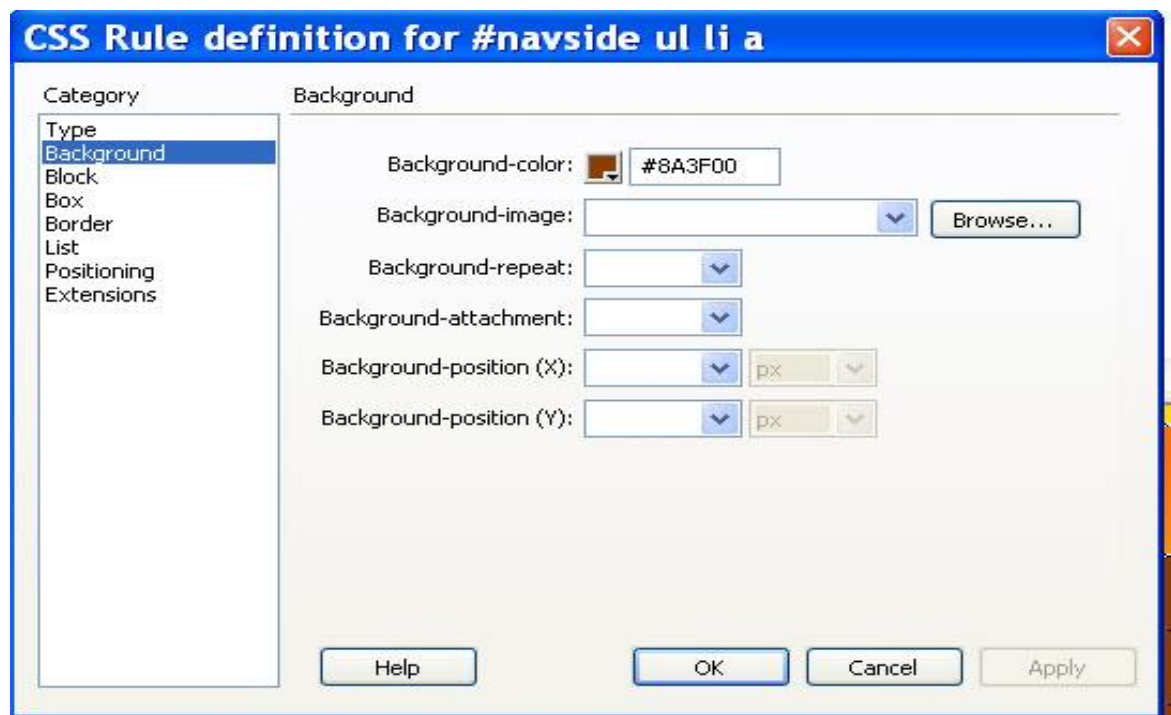 CSS Rule definition for #navside ul li a
Category
Background
Type
Background
Block
Box
Border
List
Positioning
Extensions
Background-color: #8A3F00
Background-image: Browse...
Background-repeat:
Background-attachment:
Background-position (X): px
Background-position (Y): px
Help OK Cancel Apply